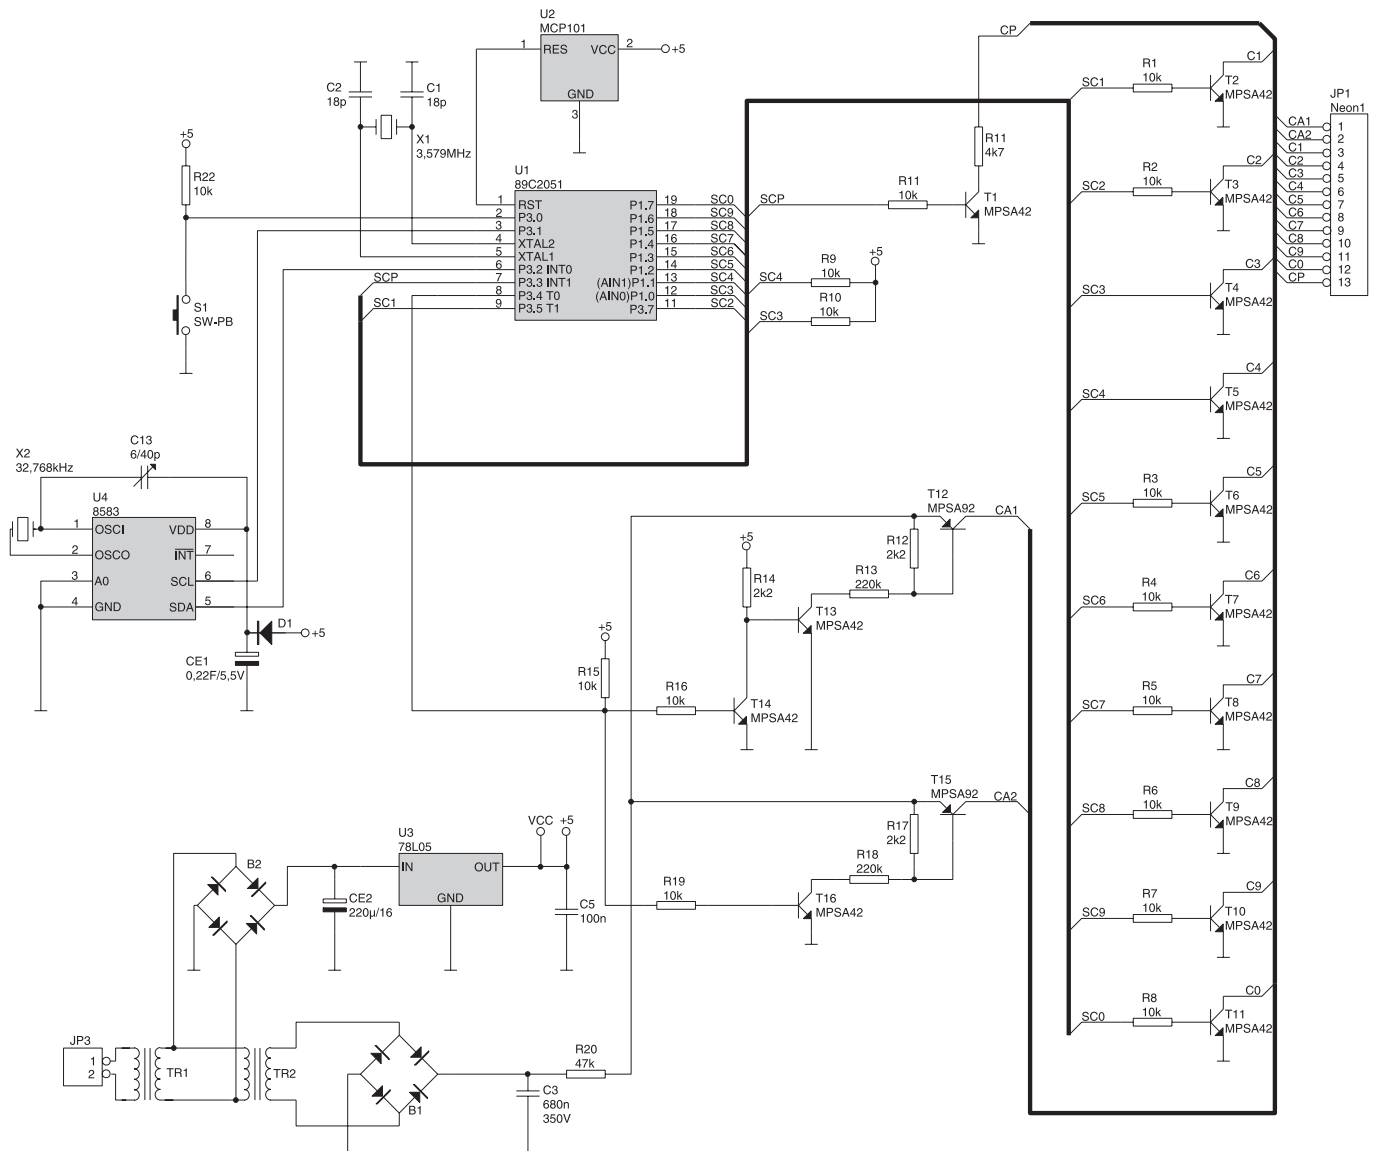 U2
MCP101
1 RES VCC 2 +5
GND
3
C2
18p
C1
18p
X1
3,579MHz
+5
R22
10k
S1
SW-PB
U1
89C2051
1 RST P1.7 19 SC0
2 P3.0 P1.6 18 SC9
3 P3.1 P1.5 17 SC8
4 XTAL2 P1.4 16 SC7
5 XTAL1 P1.3 15 SC6
6 P3.2 INT0 P1.2 14 SC5
SCP 7 P3.3 INT1 (AIN1)P1.1 13 SC4
8 P3.4 T0 (AIN0)P1.0 12 SC3
SC1 9 P3.5 T1 P3.7 11 SC2
CP
R11
4k7
SCP
R11
10k
T1
MPSA42
+5
SC4
R9
10k
SC3
R10
10k
SC1
R1
10k
C1
T2
MPSA42
SC2
R2
10k
C2
T3
MPSA42
SC3
C3
T4
MPSA42
SC4
C4
T5
MPSA42
SC5
R3
10k
C5
T6
MPSA42
SC6
R4
10k
C6
T7
MPSA42
SC7
R5
10k
C7
T8
MPSA42
SC8
R6
10k
C8
T9
MPSA42
SC9
R7
10k
C9
T10
MPSA42
SC0
R8
10k
C0
T11
MPSA42
JP1
Neon1
CA1 1
CA2 2
C1 3
C2 4
C3 5
C4 6
C5 7
C6 8
C7 9
C8 10
C9 11
C0 12
CP 13
X2
32,768kHz
C13
6/40p
U4
8583
1 OSCI VDD 8
2 OSCO INT 7
3 A0 SCL 6
4 GND SDA 5
D1
+5
CE1
0,22F/5,5V
T12
MPSA92
CA1
R12
2k2
R13
220k
+5
R14
2k2
T13
MPSA42
+5
R15
10k
R16
10k
T14
MPSA42
T15
MPSA92
CA2
R17
2k2
R18
220k
R19
10k
T16
MPSA42
B2
CE2
220µ/16
U3
78L05
IN OUT
GND
VCC +5
C5
100n
JP3
1
2
TR1
TR2
B1
R20
47k
C3
680n
350V